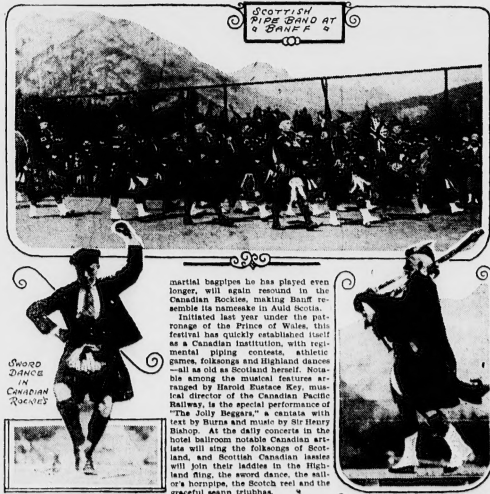 SCOTTISH
PIPE BAND AT
BANFF
SWORD
DANCE
IN
CANADIAN
ROCKIE'S
martial bagpipes he has played even
longer, will again resound in the
Canadian Rockies, making Banff re-
semble its namesake in Auld Scotia.
Initiated last year under the pat-
ronage of the Prince of Wales, this
festival has quickly established itself
as a Canadian institution, with regi-
mental piping contests, athletic
games, folksongs and Highland dances
—all as old as Scotland herself. Nota-
ble among the musical features ar-
ranged by Harold Eustace Key, mus-
ical director of the Canadian Pacific
Railway, is the special performance of
"The Jolly Beggars," a cantata with
text by Burns and music by Sir Henry
Bishop. At the daily concerts in the
hotel ballroom notable Canadian art-
ists will sing the folksongs of Scot-
land, and Scottish Canadian lassies
will join their laddies in the High-
land fling, the sword dance, the sail-
or's hornpipe, the Scotch reel and the
graceful seann triubhas.